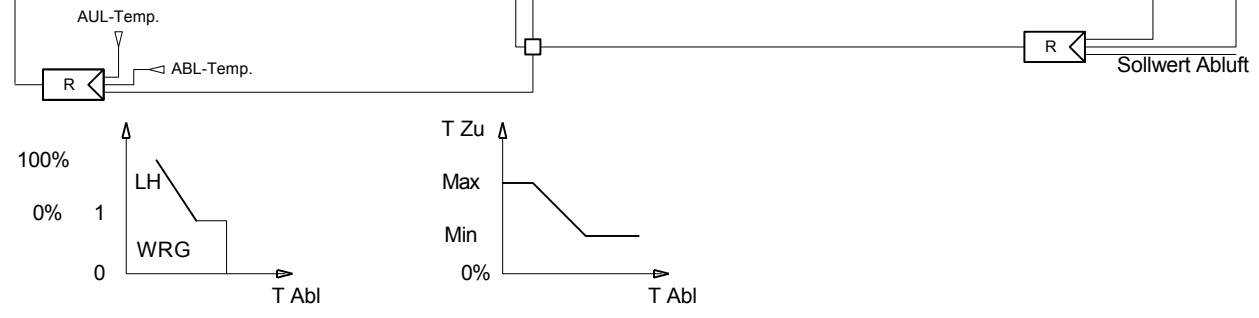 AUL-Temp.
R
ABL-Temp.
R
Sollwert Abluft
T Zu
100%
LH
Max
0%
1
WRG
Min
0
0%
T Abl
T Abl